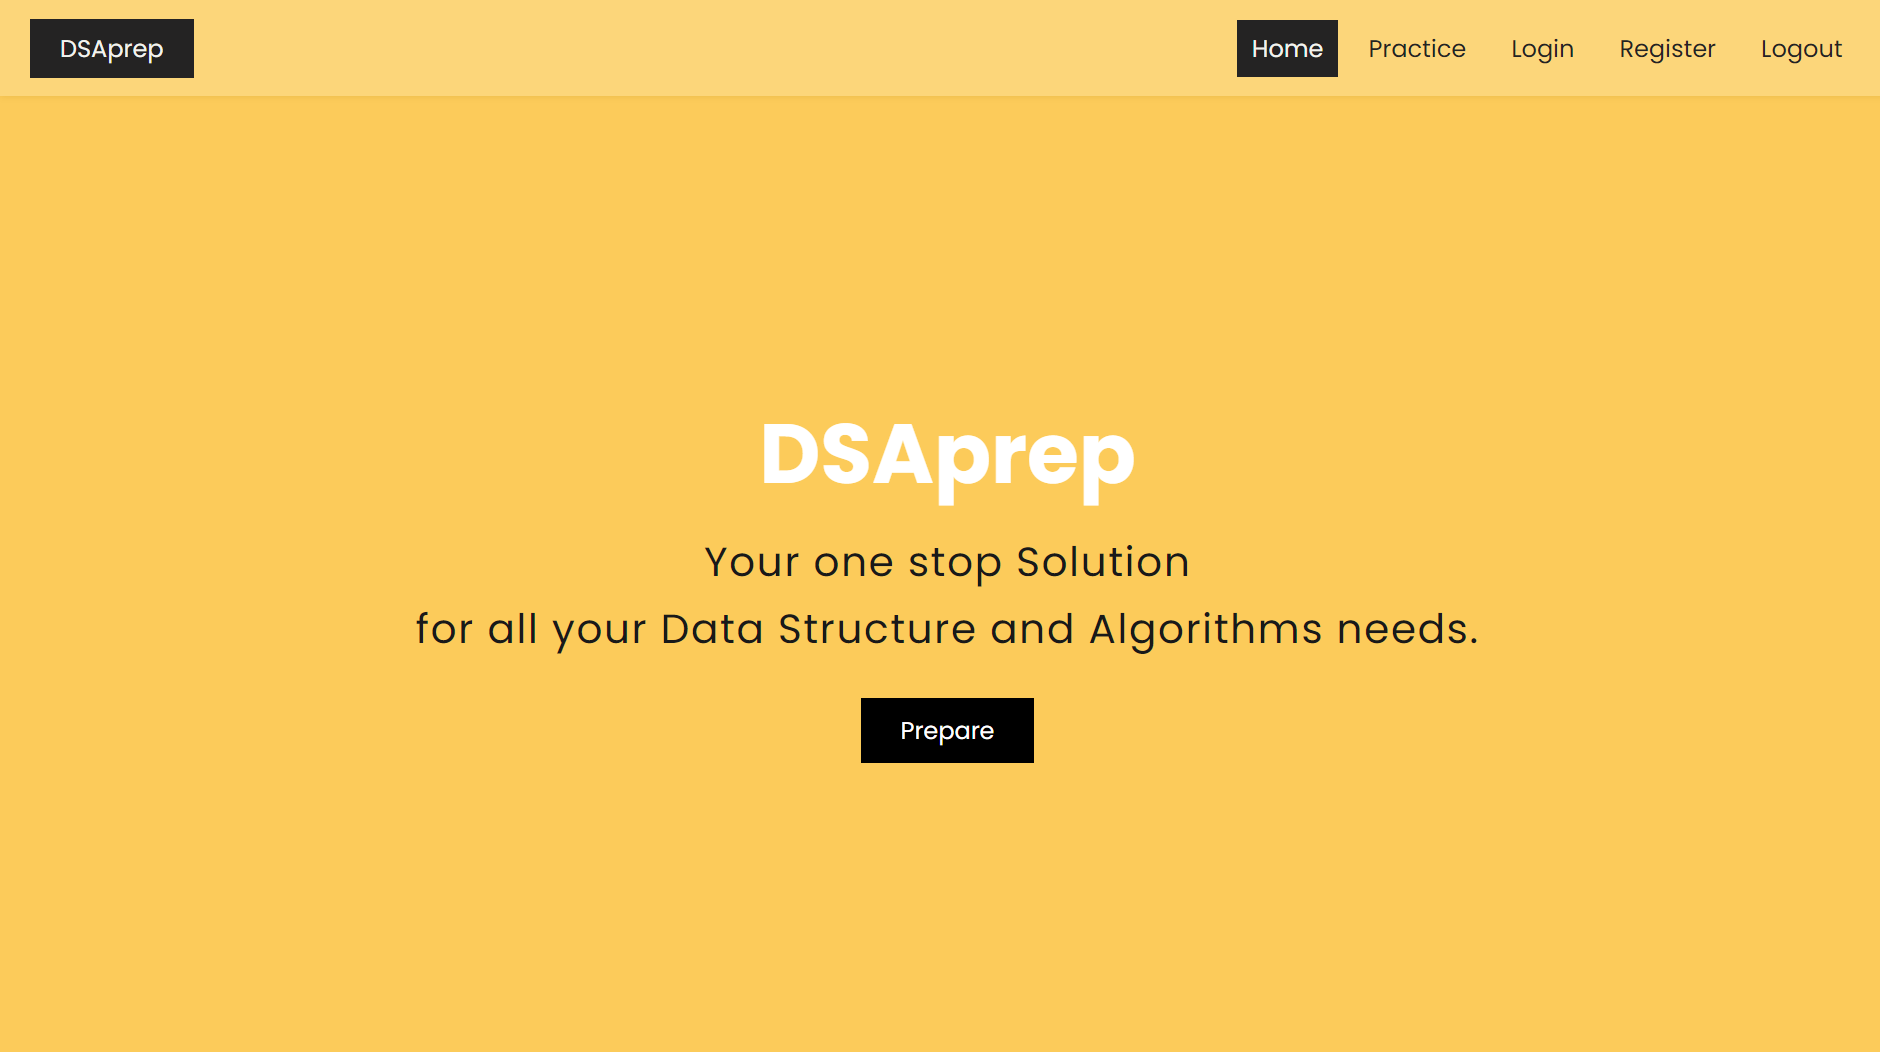 DSAprep
Home Practice Login Register Logout
DSAprep
Your one stop Solution
for all your Data Structure and Algorithms needs.
Prepare